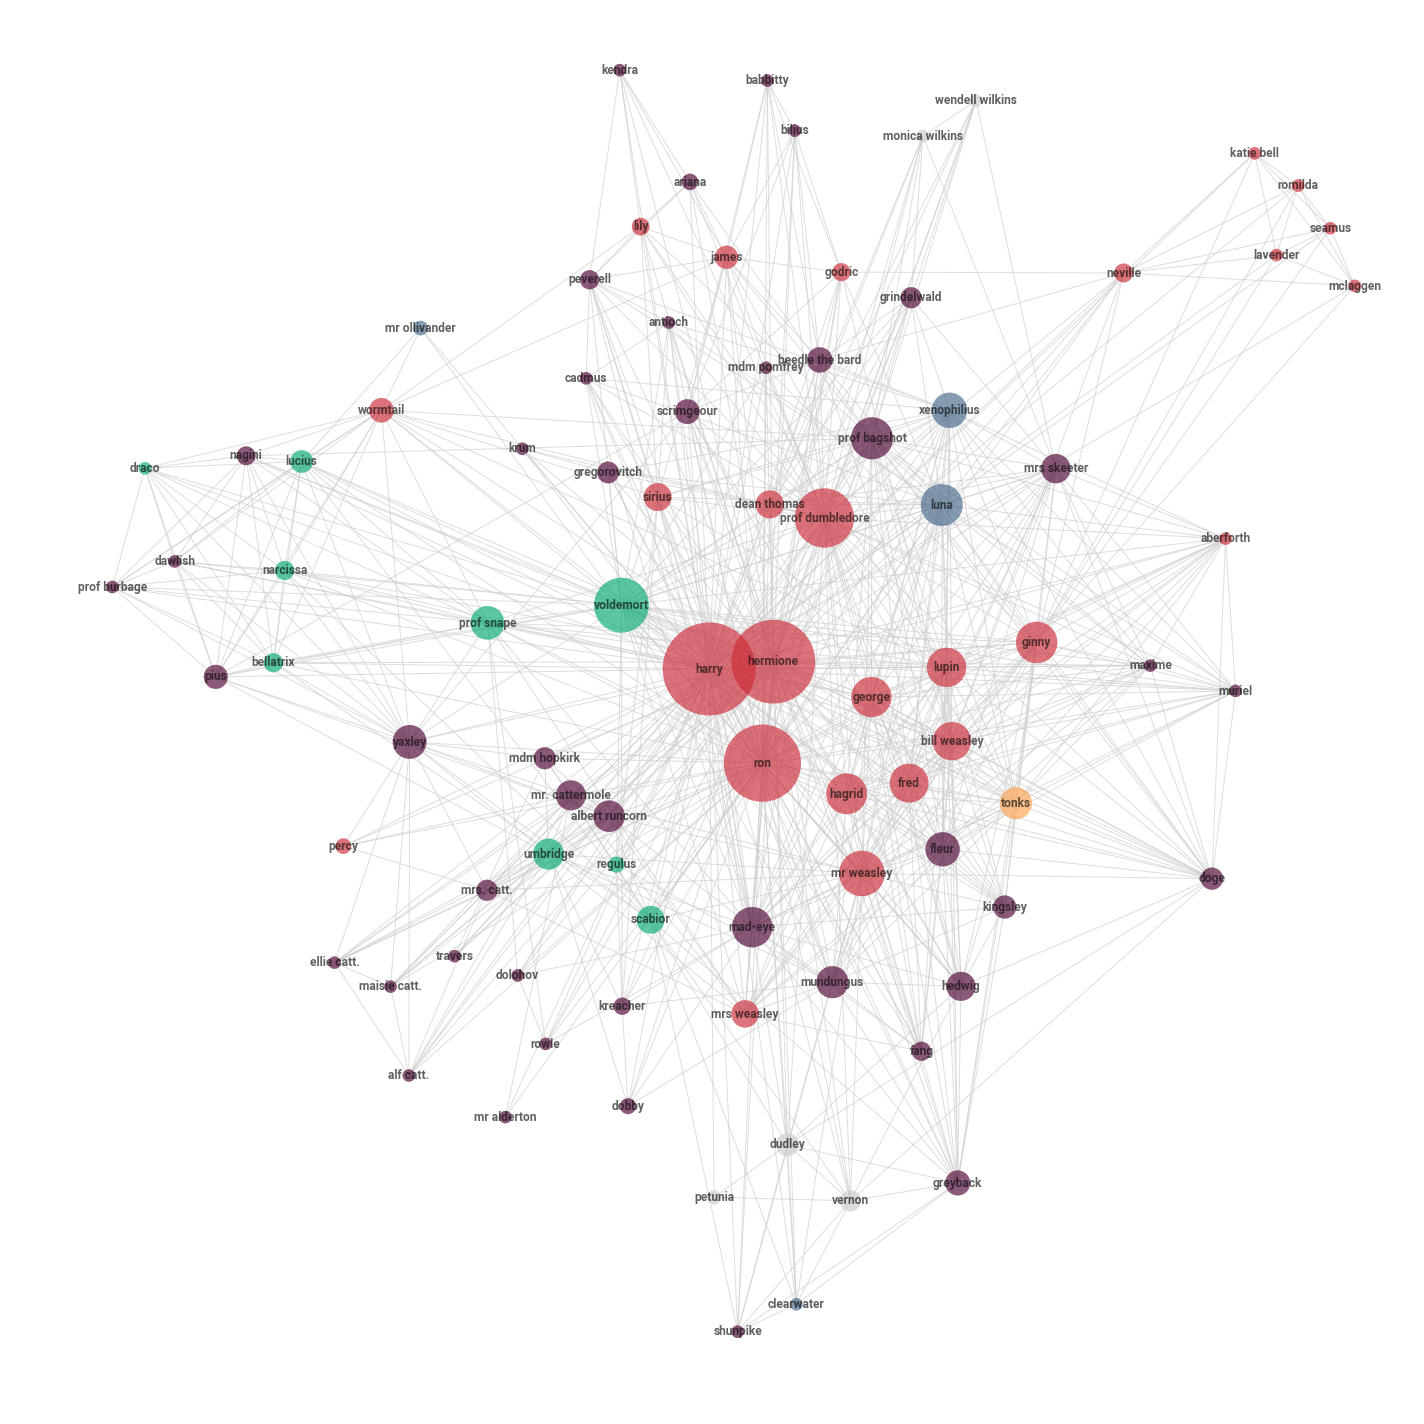 kendra
babbitty
wendell wilkins
bilius
monica wilkins
katie bell
ariana
romilda
lily
seamus
james
lavender
godric
neville
peverell
mclaggen
grindelwald
antioch
mr ollivander
beedle the bard
mdm pomfrey
cadmus
wormtail
scrimgeour
xenophilius
prof bagshot
krum
nagini
lucius
draco
gregorovitch
mrs skeeter
sirius
dean thomas
luna
prof dumbledore
aberforth
dawlish
narcissa
prof burbage
voldemort
prof snape
ginny
bellatrix
hermione
harry
lupin
maxime
pius
muriel
george
yaxley
bill weasley
mdm hopkirk
ron
fred
mr. cattermole
hagrid
tonks
albert runcorn
percy
fleur
umbridge
regulus
mr weasley
doge
mrs. catt.
kingsley
scabior
mad-eye
travers
ellie catt.
dolohov
mundungus
maisie catt.
hedwig
kreacher
mrs weasley
rowle
fang
alf catt.
dobby
mr alderton
dudley
greyback
petunia
vernon
clearwater
shunpike